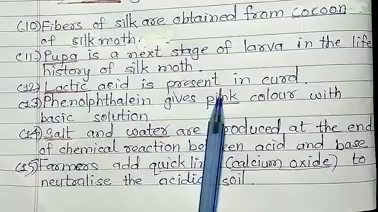 (10) Fibers of silk are obtained from cocoon
of silk moth.
(11) Pupa is a next stage of larva in the life
history of silk moth
(12) Lactic acid is present in curd.
(13) Phenolphthalein gives pink colour with
basic solution
(14) Salt and water are produced at the end
of chemical reaction between acid and base
(15) Farmers add quick lime (calcium oxide) to
neutralise the acidic soil.